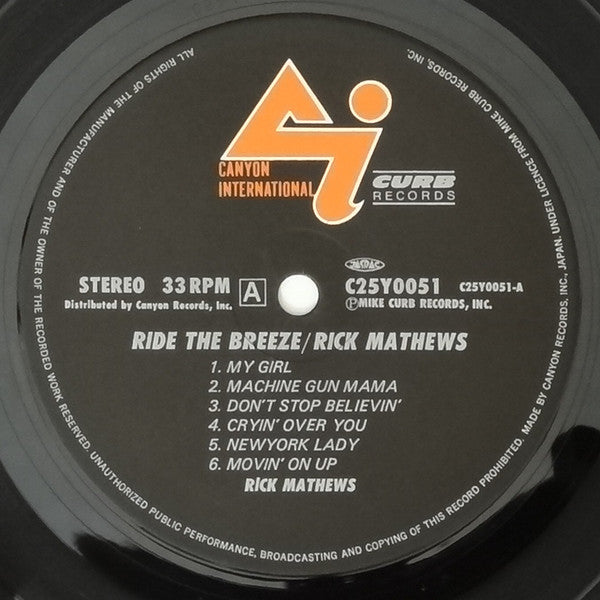 CANYON
INTERNATIONAL
CURB
RECORDS
STEREO 33RPM A
Distributed by Canyon Records, Inc.
JASRAC
C25Y0051 C25Y0051-A
ⓅMIKE CURB RECORDS, INC.
RIDE THE BREEZE/RICK MATHEWS
1. MY GIRL
2. MACHINE GUN MAMA
3. DON'T STOP BELIEVIN'
4. CRYIN' OVER YOU
5. NEWYORK LADY
6. MOVIN' ON UP
RICK MATHEWS
ALL RIGHTS OF THE MANUFACTURER AND OF THE OWNER OF THE RECORDED WORK RESERVED. UNAUTHORIZED PUBLIC PERFORMANCE, BROADCASTING AND COPYING OF THIS RECORD PROHIBITED. MADE BY CANYON RECORDS, INC., JAPAN. UNDER LICENCE FROM MIKE CURB RECORDS, INC.